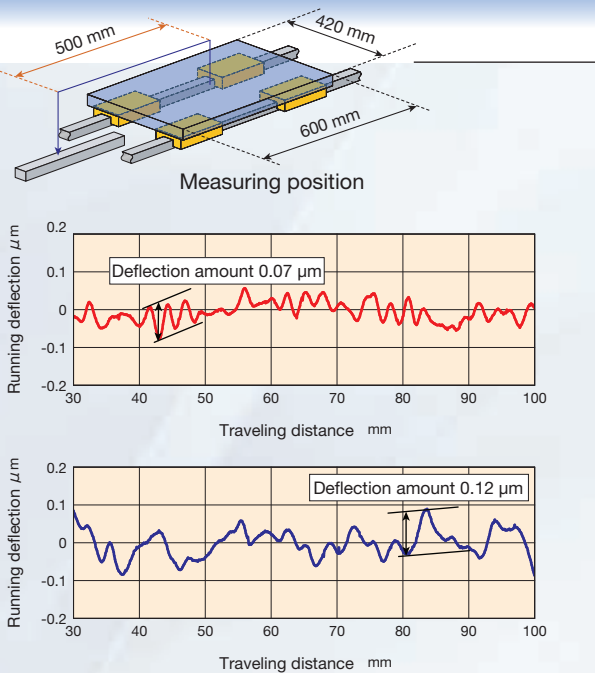 500 mm
420 mm
600 mm
Measuring position
Running deflection μm
0.2
0.1
0
-0.1
-0.2
Deflection amount 0.07 μm
30 40 50 60 70 80 90 100
Traveling distance mm
Running deflection μm
0.2
0.1
0
-0.1
-0.2
Deflection amount 0.12 μm
30 40 50 60 70 80 90 100
Traveling distance mm